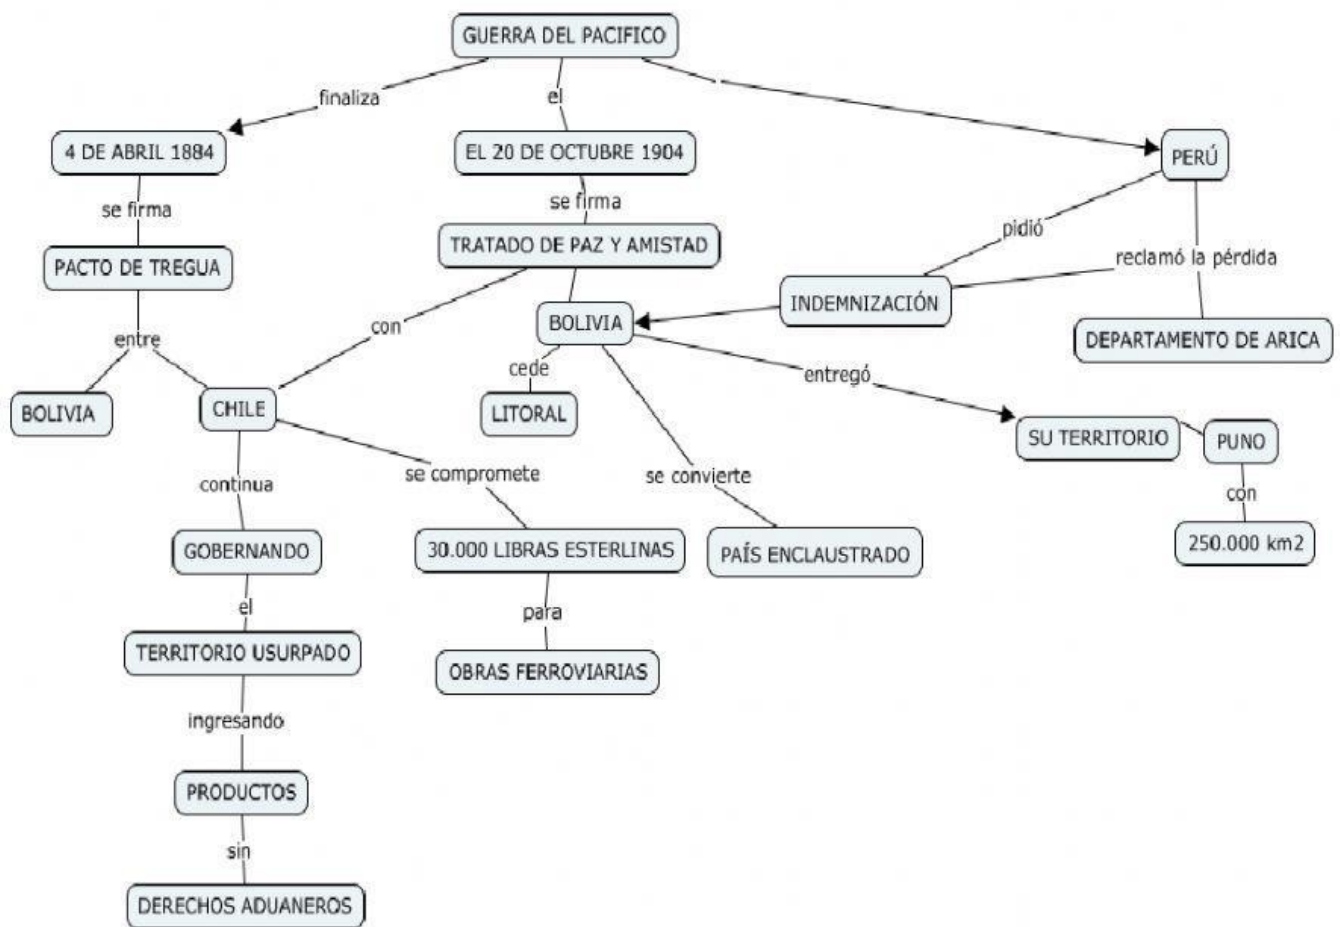 GUERRA DEL PACIFICO
finaliza
el
4 DE ABRIL 1884
EL 20 DE OCTUBRE 1904
PERÚ
se firma
se firma
pidió
PACTO DE TREGUA
TRATADO DE PAZ Y AMISTAD
reclamó la pérdida
INDEMNIZACIÓN
entre
con
BOLIVIA
DEPARTAMENTO DE ARICA
cede
entregó
BOLIVIA
CHILE
LITORAL
SU TERRITORIO
PUNO
continua
se compromete
se convierte
con
GOBERNANDO
30.000 LIBRAS ESTERLINAS
PAÍS ENCLAUSTRADO
250.000 km2
el
para
TERRITORIO USURPADO
OBRAS FERROVIARIAS
ingresando
PRODUCTOS
sin
DERECHOS ADUANEROS